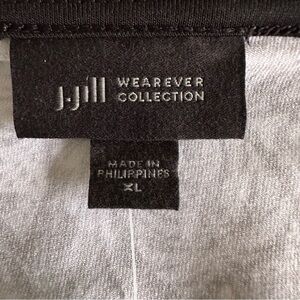 J.Jill WEAREVER
COLLECTION
MADE IN
PHILIPPINES
XL